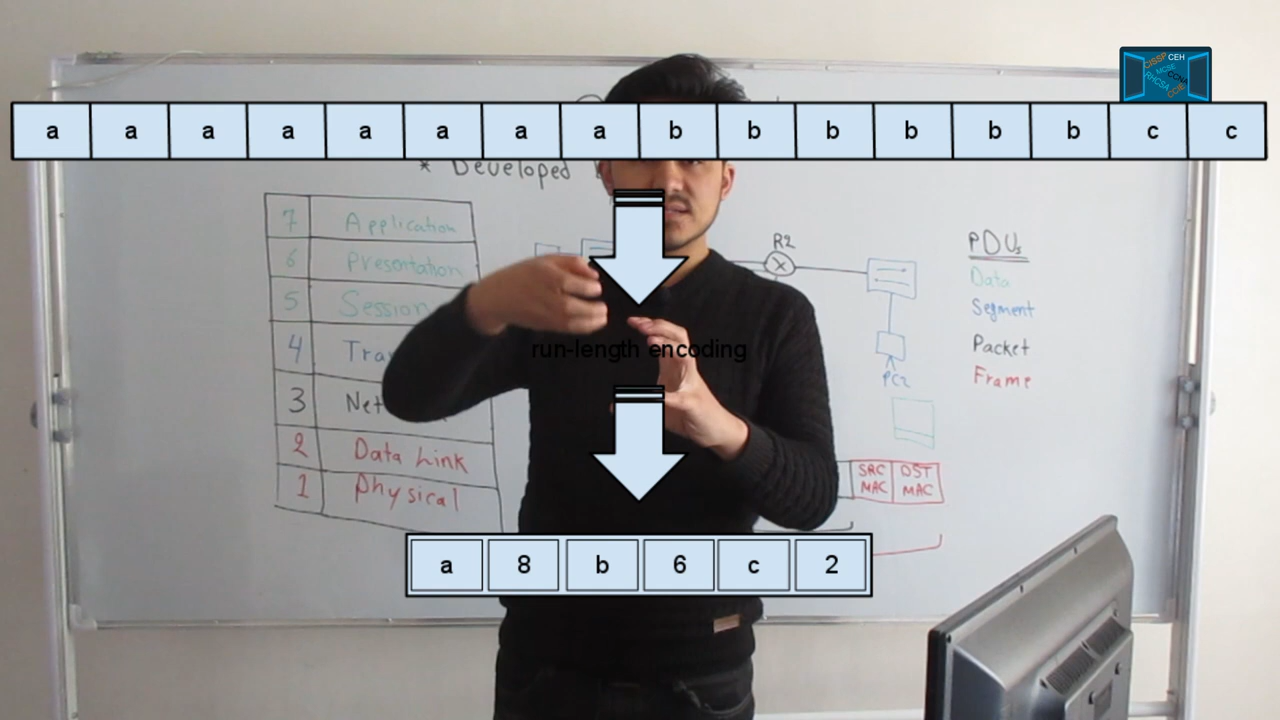 CISSP CEH
MCSE
RHCSA CCNA
CCIE
a a a a a a a a b b b b b b c c
* Developed
7 Application
6 Presentation
5 Session
4
3
2 Data Link
1 Physical
R2
PC2
PDUs
Data
Segment
Packet
Frame
run-length encoding
SRC MAC
DST MAC
a 8 b 6 c 2